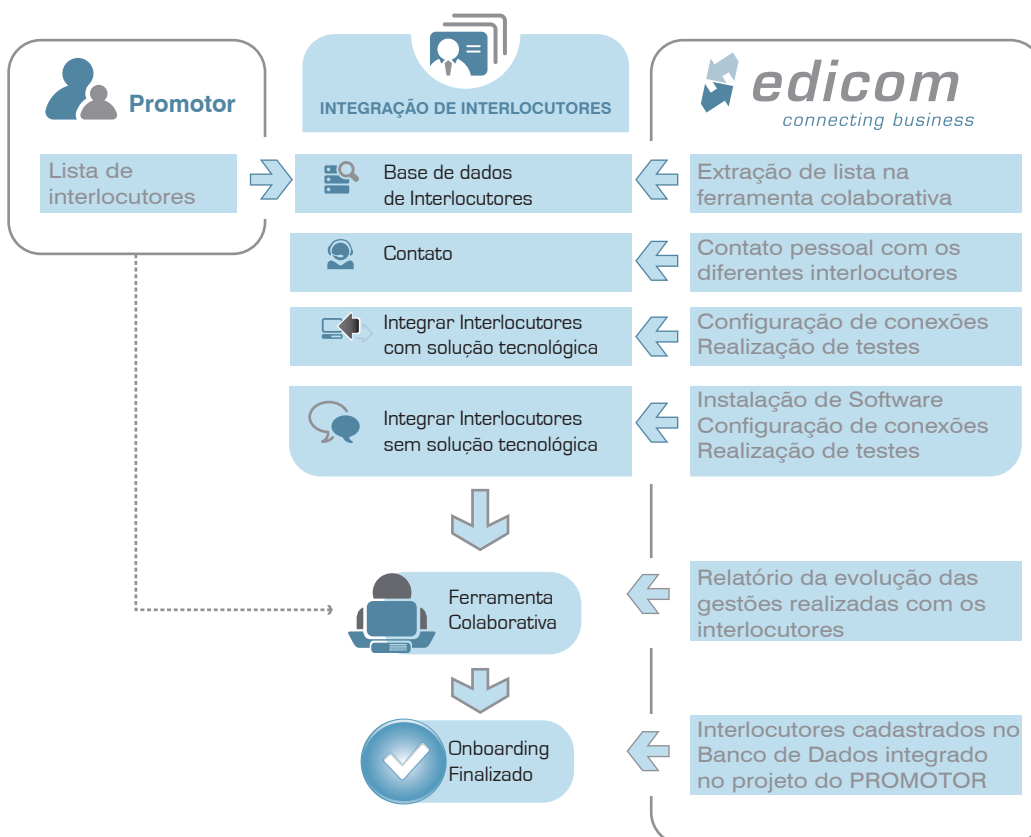 Promotor
INTEGRAÇÃO DE INTERLOCUTORES
edicom
connecting business
Lista de
interlocutores
Base de dados
de Interlocutores
Extração de lista na
ferramenta colaborativa
Contato
Contato pessoal com os
diferentes interlocutores
Integrar Interlocutores
com solução tecnológica
Configuração de conexões
Realização de testes
Integrar Interlocutores
sem solução tecnológica
Instalação de Software
Configuração de conexões
Realização de testes
Ferramenta
Colaborativa
Relatório da evolução das
gestões realizadas com os
interlocutores
Onboarding
Finalizado
Interlocutores cadastrados no
Banco de Dados integrado
no projeto do PROMOTOR